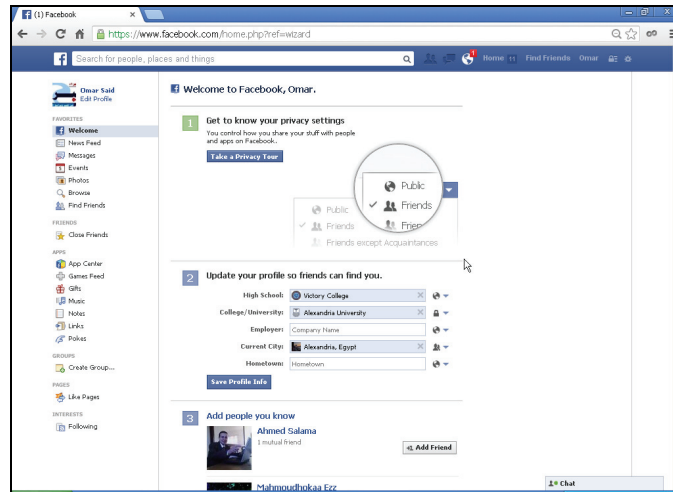 (1) Facebook
https://www.facebook.com/home.php?ref=wizard
Search for people, places and things
1
Home 11 Find Friends Omar
Omar Said
Edit Profile
FAVORITES
Welcome
News Feed
Messages
Events
Photos
Browse
Find Friends
FRIENDS
Close Friends
APPS
App Center
Games Feed
Gifts
Music
Notes
Links
Pokes
GROUPS
Create Group...
PAGES
Like Pages
INTERESTS
Following
Welcome to Facebook, Omar.
1 Get to know your privacy settings
You control how you share your stuff with people
and apps on Facebook..
Take a Privacy Tour
Public
Friends
Public
Friends
Friends except Acquaintances
2 Update your profile so friends can find you.
High School: Victory College
College/University: Alexandria University
Employer: Company Name
Current City: Alexandria, Egypt
Hometown: Hometown
Save Profile Info
3 Add people you know
Ahmed Salama
1 mutual friend
Add Friend
Mahmoudhokaa Ezz
Chat